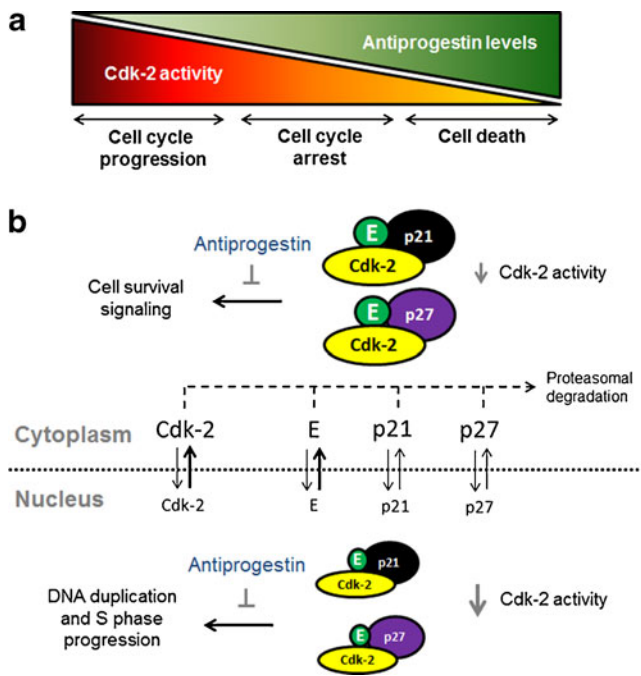 a
Antiprogestin levels
Cdk-2 activity
Cell cycle
progression
Cell cycle
arrest
Cell death
b
Antiprogestin
Cell survival
signaling
E
p21
Cdk-2
E
p27
Cdk-2
Cdk-2 activity
Proteasomal
degradation
Cytoplasm
Cdk-2
E
p21
p27
Nucleus
Cdk-2
E
p21
p27
Antiprogestin
DNA duplication
and S phase
progression
E
p21
Cdk-2
E
p27
Cdk-2
Cdk-2 activity